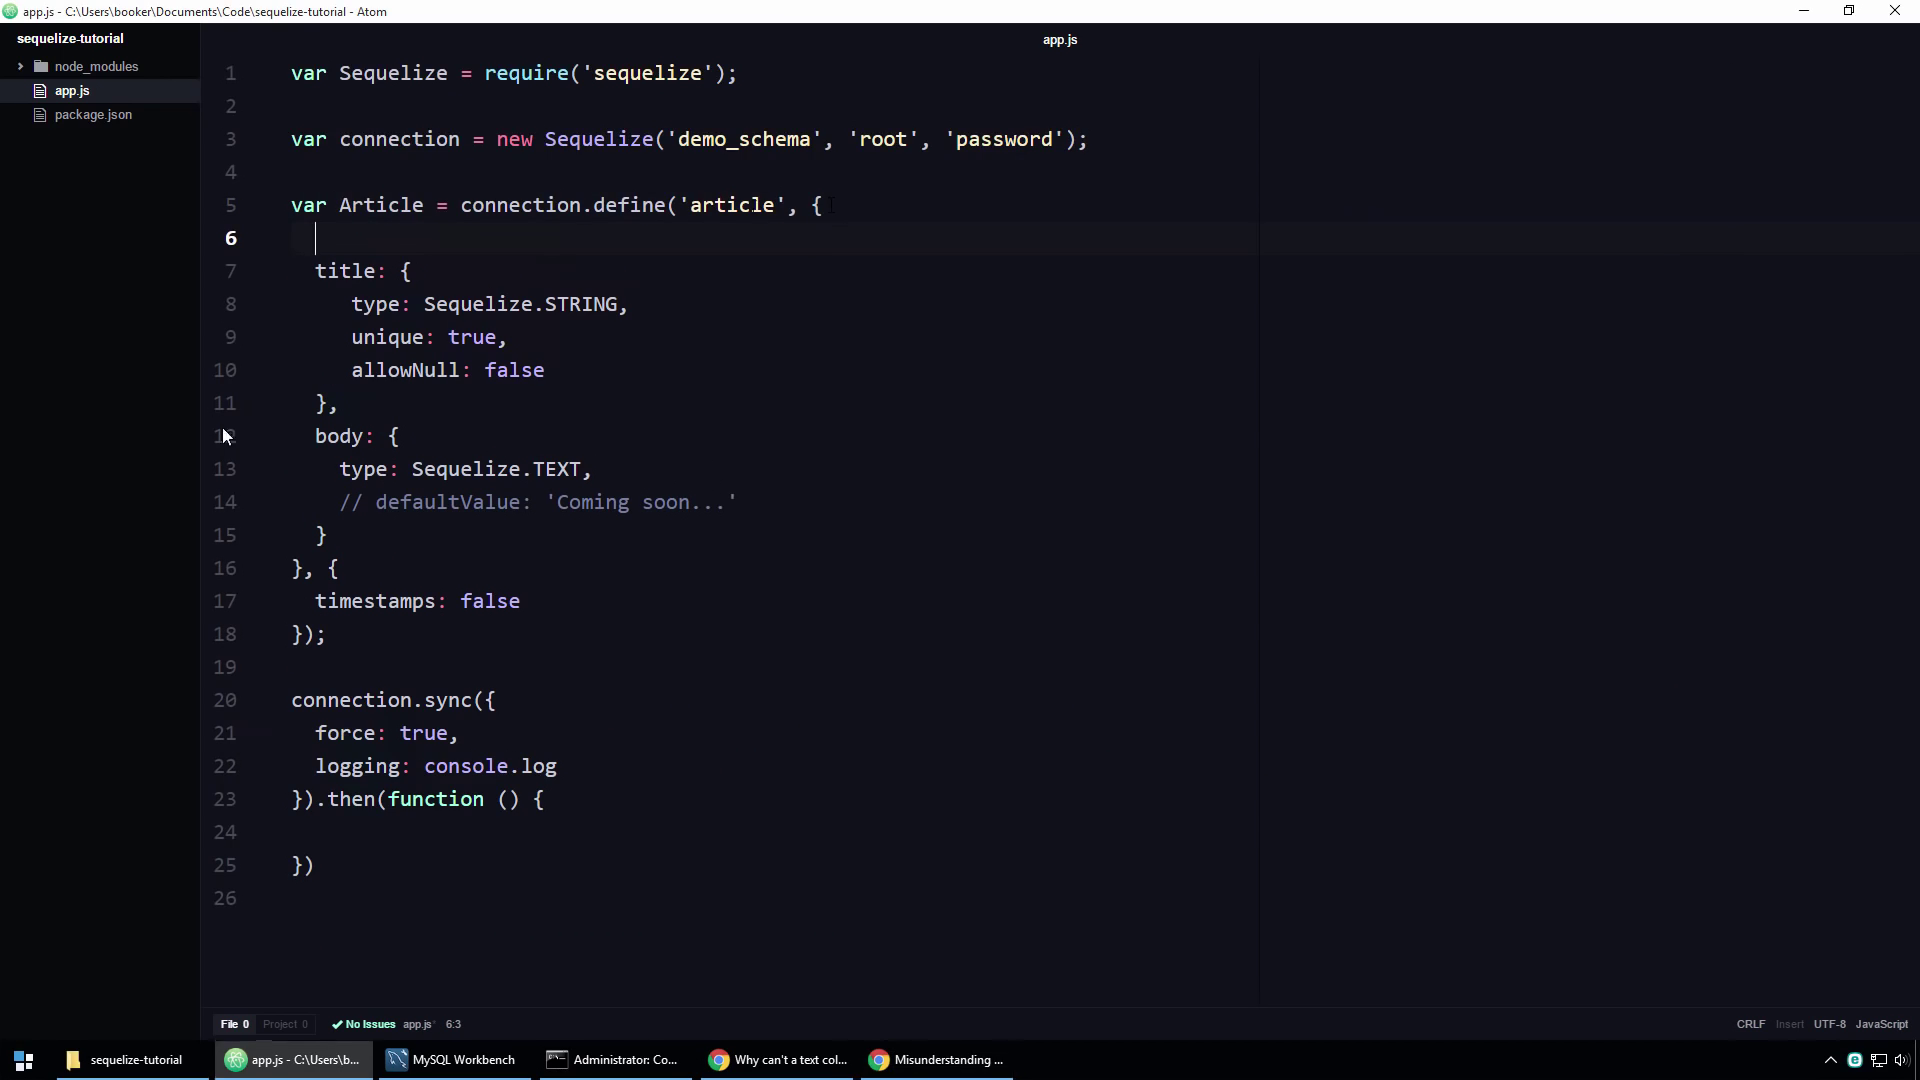 app.js - C:\Users\booker\Documents\Code\sequelize-tutorial - Atom
sequelize-tutorial
node_modules
app.js
package.json
app.js
1 var Sequelize = require('sequelize');
2
3 var connection = new Sequelize('demo_schema', 'root', 'password');
4
5 var Article = connection.define('article', {
6
7 title: {
8 type: Sequelize.STRING,
9 unique: true,
10 allowNull: false
11 },
12 body: {
13 type: Sequelize.TEXT,
14 // defaultValue: 'Coming soon...'
15 }
16 }, {
17 timestamps: false
18 });
19
20 connection.sync({
21 force: true,
22 logging: console.log
23 }).then(function () {
24
25 })
26
File 0 Project 0 No Issues app.js* 6:3 CRLF Insert UTF-8 JavaScript
sequelize-tutorial app.js - C:\Users\b... MySQL Workbench Administrator: Co... Why can't a text col... Misunderstanding ...